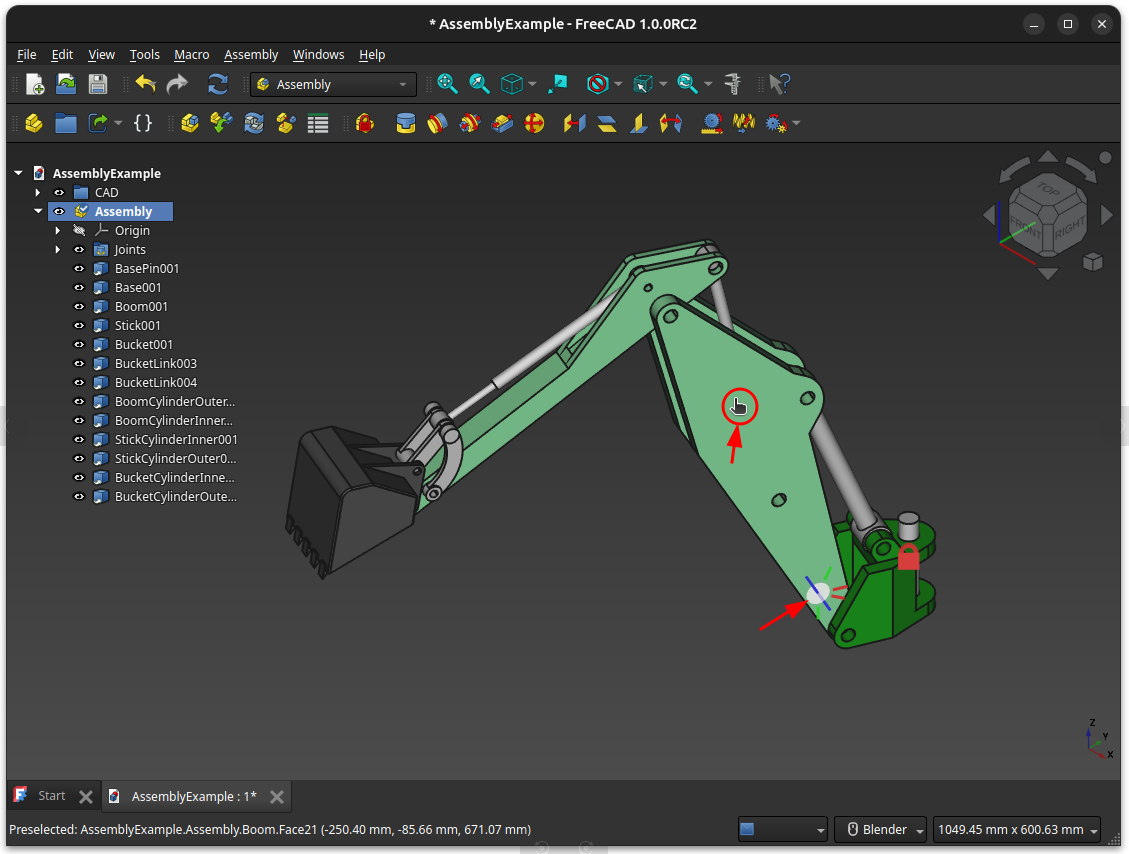 * AssemblyExample - FreeCAD 1.0.0RC2
File Edit View Tools Macro Assembly Windows Help
Assembly
AssemblyExample
CAD
Assembly
Origin
Joints
BasePin001
Base001
Boom001
Stick001
Bucket001
BucketLink003
BucketLink004
BoomCylinderOuter...
BoomCylinderInner...
StickCylinderInner001
StickCylinderOuter0...
BucketCylinderInne...
BucketCylinderOute...
TOP
FRONT RIGHT
Z
Y
X
Start
AssemblyExample : 1*
Preselected: AssemblyExample.Assembly.Boom.Face21 (-250.40 mm, -85.66 mm, 671.07 mm)
Blender
1049.45 mm x 600.63 mm